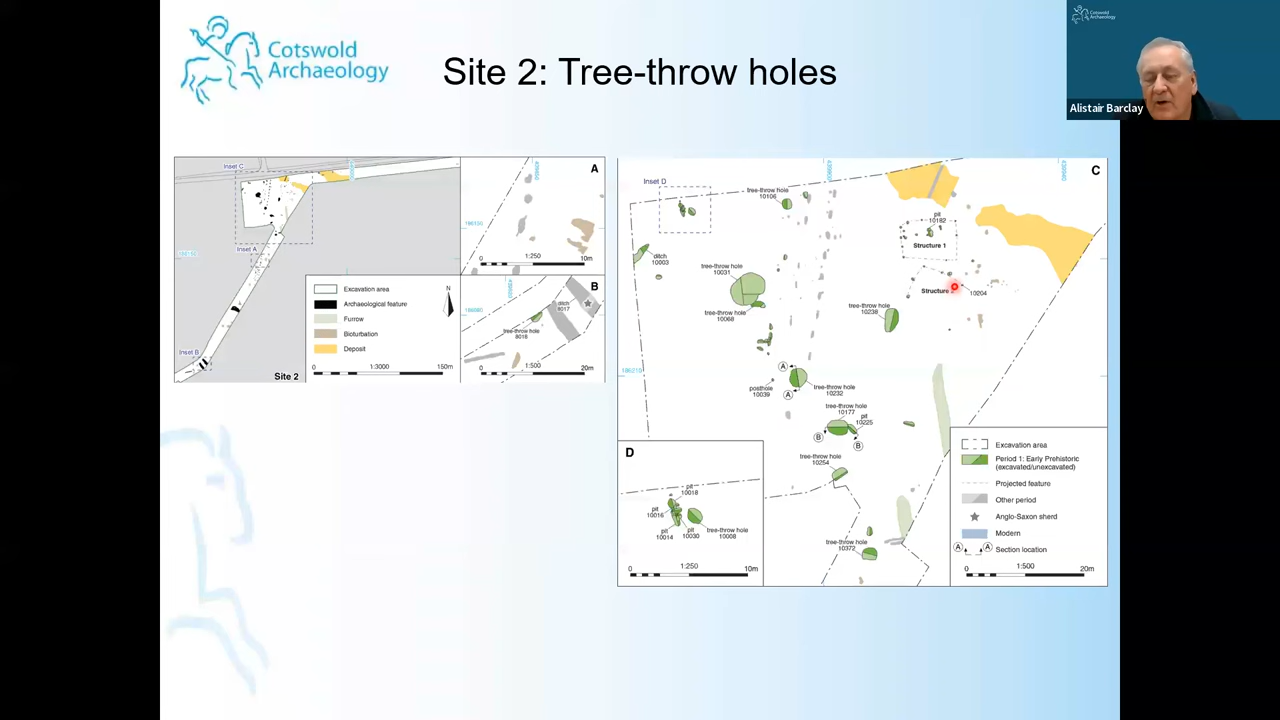 Cotswold
Archaeology
Site 2: Tree-throw holes
Cotswold
Archaeology
Alistair Barclay
Inset C
Inset A
Inset B
Site 2
Excavation area
Archaeological feature
Furrow
Bioturbation
Deposit
N
0
1:3000
150m
A
0
1:250
10m
B
ditch
8017
tree-throw hole
8018
0
1:500
20m
C
Inset D
tree-throw hole
10106
pit
10182
Structure 1
ditch
10003
tree-throw hole
10031
tree-throw hole
10068
Structure
10204
tree-throw hole
10238
A
posthole
10039
A
tree-throw hole
10232
tree-throw hole
10177
pit
10225
B
B
tree-throw hole
10254
tree-throw hole
10372
D
pit
10018
pit
10016
pit
10014
pit
10030
tree-throw hole
10008
0
1:250
10m
Excavation area
Period 1: Early Prehistoric
(excavated/unexcavated)
Projected feature
Other period
Anglo-Saxon sherd
Modern
A
A
Section location
0
1:500
20m